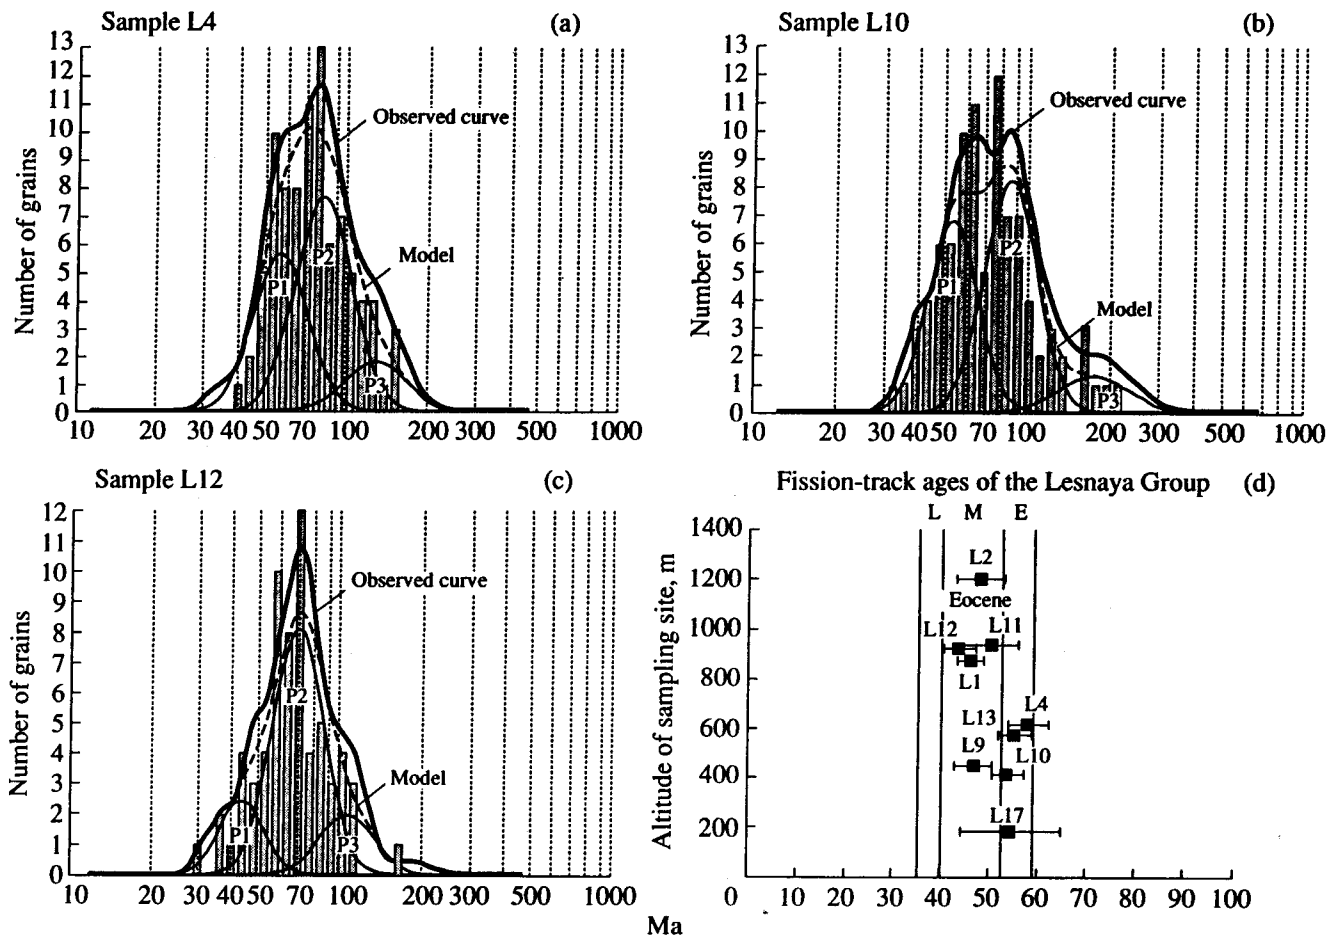 Sample L4 (a)
13
12
11
10
9
8
7
6
5
4
3
2
1
0
Number of grains
Observed curve
Model
P1
P2
P3
10 20 30 40 50 70 100 200 300 500 1000
Sample L10 (b)
13
12
11
10
9
8
7
6
5
4
3
2
1
0
Number of grains
Observed curve
Model
P1
P2
P3
10 20 30 40 50 70 100 200 300 500 1000
Sample L12 (c)
12
11
10
9
8
7
6
5
4
3
2
1
0
Number of grains
Observed curve
Model
P1
P2
P3
10 20 30 40 50 70 100 200 300 500 1000
Ma
Fission-track ages of the Lesnaya Group (d)
L M E
1400
1200
1000
800
600
400
200
Altitude of sampling site, m
L2
Eocene
L12 L11
L1
L4
L13
L9 L10
L17
0 10 20 30 40 50 60 70 80 90 100